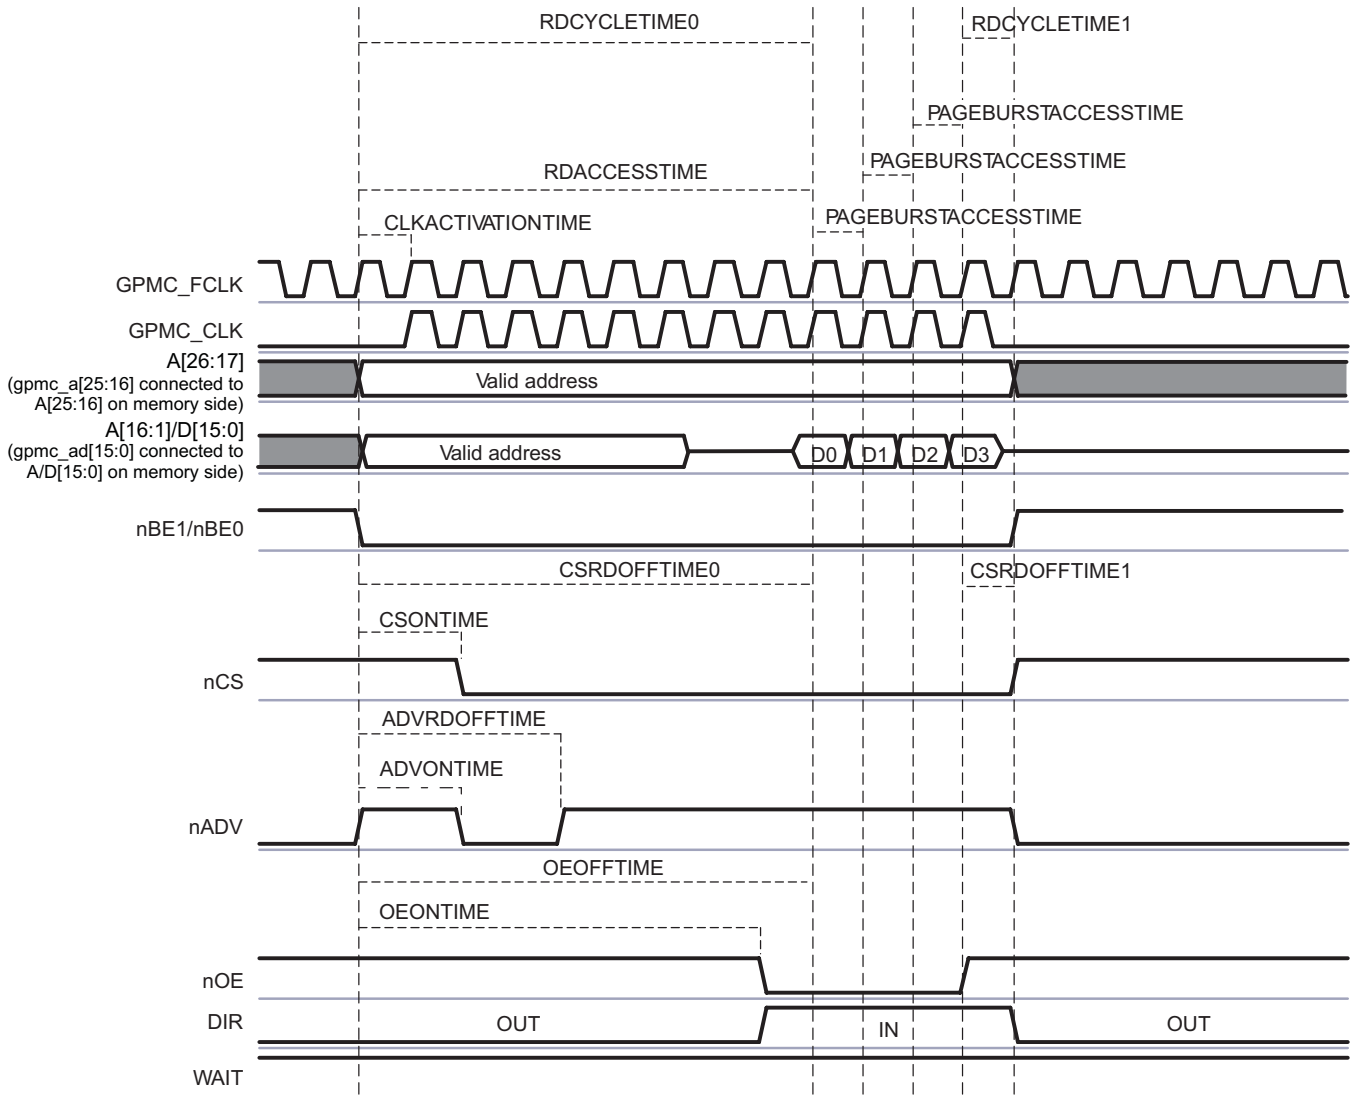 RDCYCLETIME0
RDCYCLETIME1
PAGEBURSTACCESSTIME
PAGEBURSTACCESSTIME
RDACCESSTIME
PAGEBURSTACCESSTIME
CLKACTIVATIONTIME
GPMC_FCLK
GPMC_CLK
A[26:17]
(gpmc_a[25:16] connected to
A[25:16] on memory side)
Valid address
A[16:1]/D[15:0]
(gpmc_ad[15:0] connected to
A/D[15:0] on memory side)
Valid address
D0
D1
D2
D3
nBE1/nBE0
CSRDOFFTIME0
CSRDOFFTIME1
CSONTIME
nCS
ADVRDOFFTIME
ADVONTIME
nADV
OEOFFTIME
OEONTIME
nOE
DIR
OUT
IN
OUT
WAIT